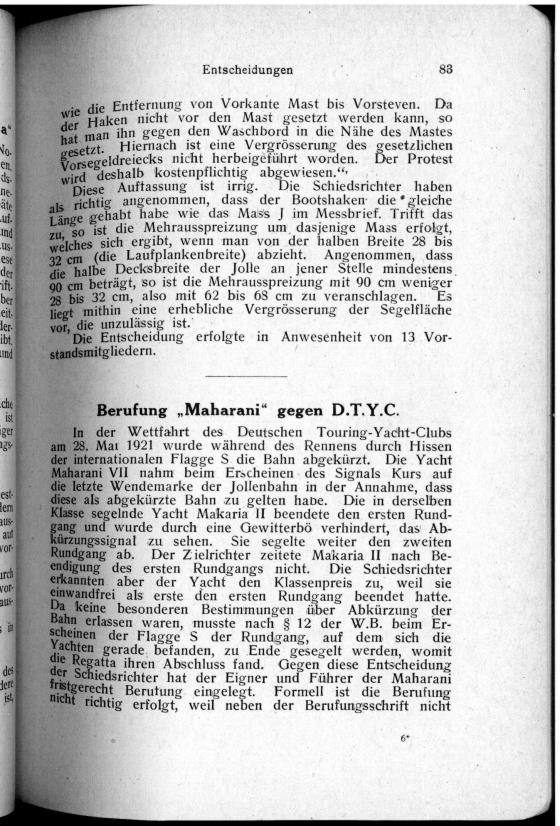 Entscheidungen 83
wie die Entfernung von Vorkante Mast bis Vorsteven. Da
der Haken nicht vor den Mast gesetzt werden kann, so
hat man ihn gegen den Waschbord in die Nähe des Mastes
gesetzt. Hiernach ist eine Vergrösserung des gesetzlichen
Vorsegeldreiecks nicht herbeigeführt worden. Der Protest
wird deshalb kostenpflichtig abgewiesen.“
Diese Auffassung ist irrig. Die Schiedsrichter haben
als richtig angenommen, dass der Bootshaken die gleiche
Länge gehabt habe wie das Mass J im Messbrief. Trifft das
zu, so ist die Mehrausspreizung um dasjenige Mass erfolgt,
welches sich ergibt, wenn man von der halben Breite 28 bis
32 cm (die Laufplankenbreite) abzieht. Angenommen, dass
die halbe Decksbreite der Jolle an jener Stelle mindestens
90 cm beträgt, so ist die Mehrausspreizung mit 90 cm weniger
28 bis 32 cm, also mit 62 bis 68 cm zu veranschlagen. Es
liegt mithin eine erhebliche Vergrösserung der Segelfläche
vor, die unzulässig ist.
Die Entscheidung erfolgte in Anwesenheit von 13 Vor-
standsmitgliedern.
Berufung „Maharani“ gegen D.T.Y.C.
In der Wettfahrt des Deutschen Touring-Yacht-Clubs
am 28. Mai 1921 wurde während des Rennens durch Hissen
der internationalen Flagge S die Bahn abgekürzt. Die Yacht
Maharani VII nahm beim Erscheinen des Signals Kurs auf
die letzte Wendemarke der Jollenbahn in der Annahme, dass
diese als abgekürzte Bahn zu gelten habe. Die in derselben
Klasse segelnde Yacht Makaria II beendete den ersten Rund-
gang und wurde durch eine Gewitterbö verhindert, das Ab-
kürzungssignal zu sehen. Sie segelte weiter den zweiten
Rundgang ab. Der Zielrichter zeitete Makaria II nach Be-
endigung des ersten Rundgangs nicht. Die Schiedsrichter
erkannten aber der Yacht den Klassenpreis zu, weil sie
einwandfrei als erste den ersten Rundgang beendet hatte.
Da keine besonderen Bestimmungen über Abkürzung der
Bahn erlassen waren, musste nach § 12 der W.B. beim Er-
scheinen der Flagge S der Rundgang, auf dem sich die
Yachten gerade befanden, zu Ende gesegelt werden, womit
die Regatta ihren Abschluss fand. Gegen diese Entscheidung
der Schiedsrichter hat der Eigner und Führer der Maharani
fristgerecht Berufung eingelegt. Formell ist die Berufung
nicht richtig erfolgt, weil neben der Berufungsschrift nicht
6*